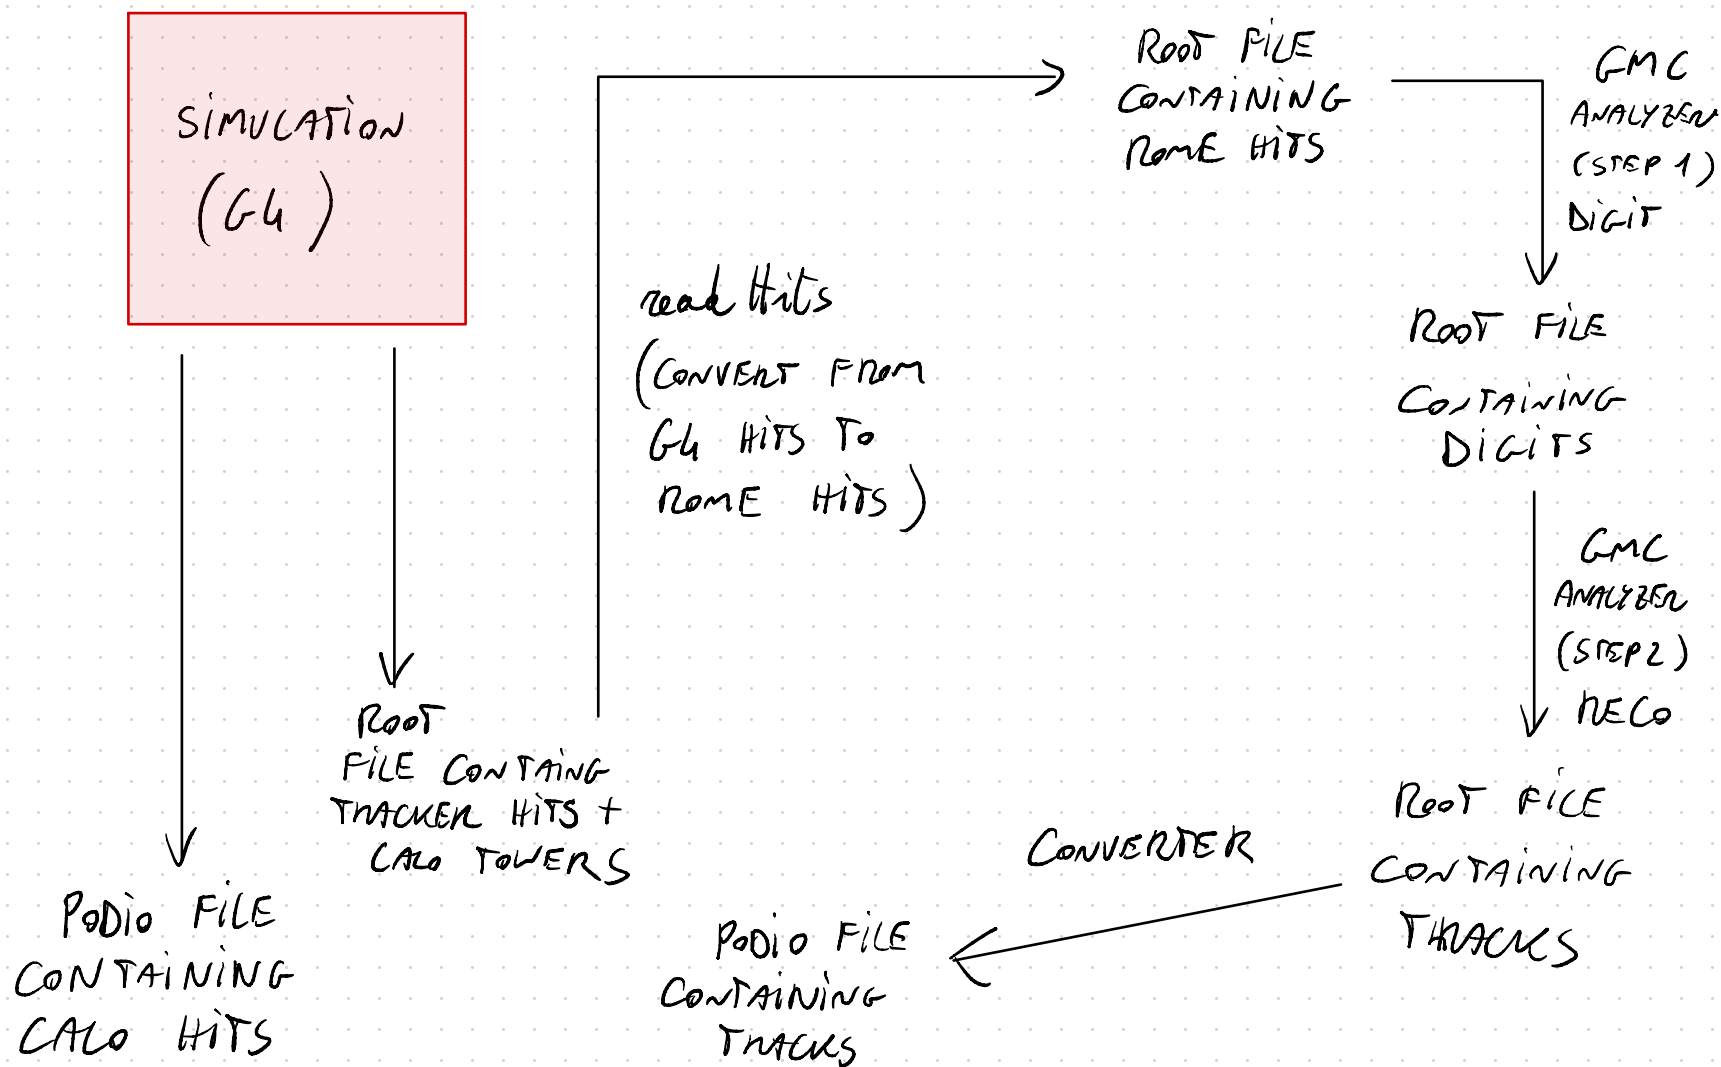 SiMULATiON
(G4)
ROOT FiLE
CONTAiNiNG
ROME HiTS
GMC
ANALYZER
(STEP 1)
DiGiT
read Hits
(CONVERT FROM
G4 HiTS TO
ROME HiTS)
ROOT FiLE
CONTAiNiNG
DiGiTS
GMC
ANALYZER
(STEP2)
RECO
ROOT
FiLE CONTAiNG
TRACKER HiTS +
CALO TOWERS
ROOT FiLE
CONTAiNiNG
TRACKS
CONVERTER
PODiO FiLE
CONTAiNiNG
CALO HiTS
PODiO FiLE
CONTAiNiNG
TRACKS